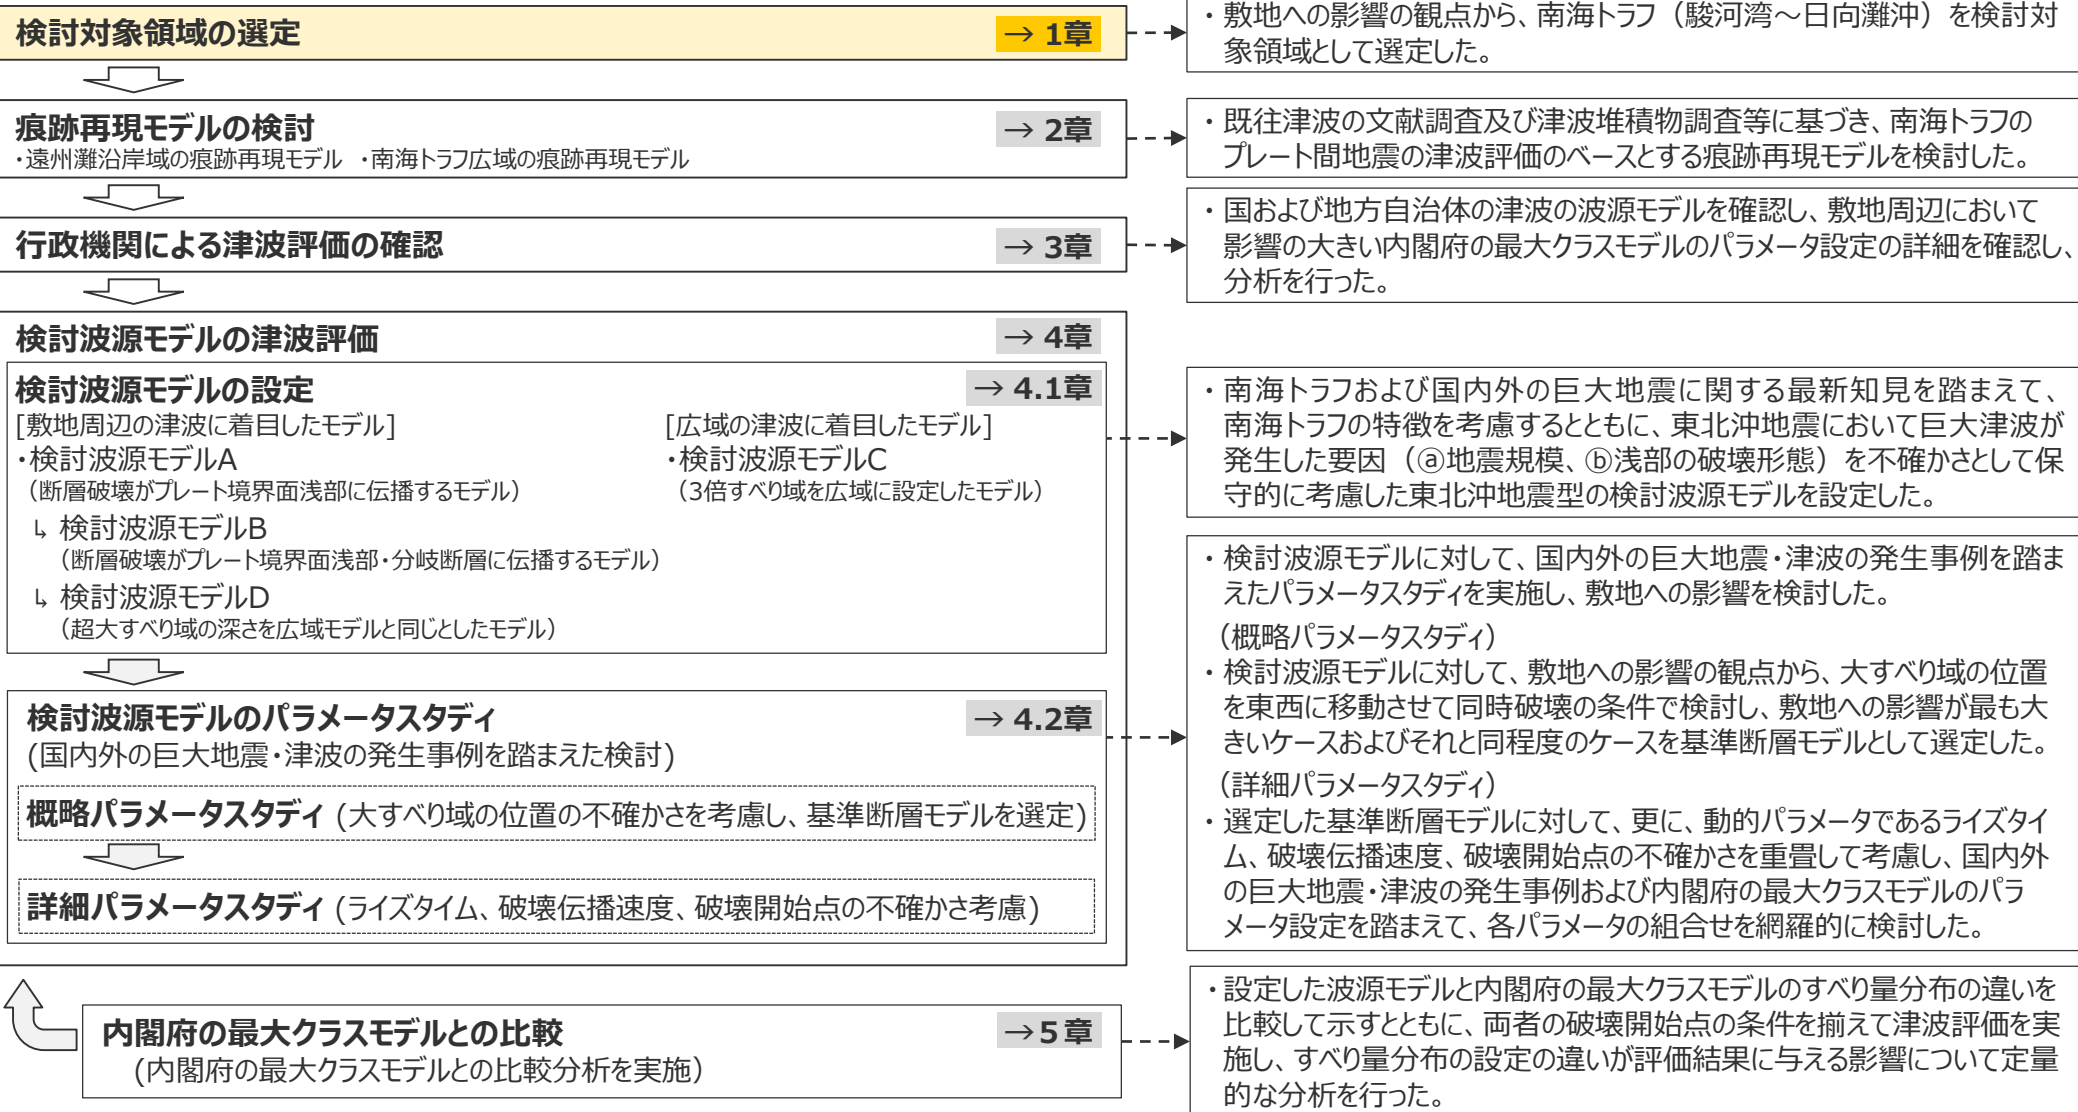 検討対象領域の選定 → 1章
・敷地への影響の観点から、南海トラフ（駿河湾～日向灘沖）を検討対
象領域として選定した。
痕跡再現モデルの検討 → 2章
・遠州灘沿岸域の痕跡再現モデル ・南海トラフ広域の痕跡再現モデル
・既往津波の文献調査及び津波堆積物調査等に基づき、南海トラフの
プレート間地震の津波評価のベースとする痕跡再現モデルを検討した。
行政機関による津波評価の確認 → 3章
・国および地方自治体の津波の波源モデルを確認し、敷地周辺において
影響の大きい内閣府の最大クラスモデルのパラメータ設定の詳細を確認し、
分析を行った。
検討波源モデルの津波評価 → 4章
検討波源モデルの設定 → 4.1章
[敷地周辺の津波に着目したモデル] [広域の津波に着目したモデル]
・検討波源モデルA ・検討波源モデルC
（断層破壊がプレート境界面浅部に伝播するモデル） （3倍すべり域を広域に設定したモデル）
↳ 検討波源モデルB
（断層破壊がプレート境界面浅部・分岐断層に伝播するモデル）
↳ 検討波源モデルD
（超大すべり域の深さを広域モデルと同じとしたモデル）
・南海トラフおよび国内外の巨大地震に関する最新知見を踏まえて、
南海トラフの特徴を考慮するとともに、東北沖地震において巨大津波が
発生した要因（ⓐ地震規模、ⓑ浅部の破壊形態）を不確かさとして保
守的に考慮した東北沖地震型の検討波源モデルを設定した。
検討波源モデルのパラメータスタディ → 4.2章
(国内外の巨大地震・津波の発生事例を踏まえた検討)
概略パラメータスタディ (大すべり域の位置の不確かさを考慮し、基準断層モデルを選定)
詳細パラメータスタディ (ライズタイム、破壊伝播速度、破壊開始点の不確かさ考慮)
・検討波源モデルに対して、国内外の巨大地震・津波の発生事例を踏ま
えたパラメータスタディを実施し、敷地への影響を検討した。
（概略パラメータスタディ）
・検討波源モデルに対して、敷地への影響の観点から、大すべり域の位置
を東西に移動させて同時破壊の条件で検討し、敷地への影響が最も大
きいケースおよびそれと同程度のケースを基準断層モデルとして選定した。
（詳細パラメータスタディ）
・選定した基準断層モデルに対して、更に、動的パラメータであるライズタイ
ム、破壊伝播速度、破壊開始点の不確かさを重畳して考慮し、国内外
の巨大地震・津波の発生事例および内閣府の最大クラスモデルのパラ
メータ設定を踏まえて、各パラメータの組合せを網羅的に検討した。
内閣府の最大クラスモデルとの比較 →5章
(内閣府の最大クラスモデルとの比較分析を実施)
・設定した波源モデルと内閣府の最大クラスモデルのすべり量分布の違いを
比較して示すとともに、両者の破壊開始点の条件を揃えて津波評価を実
施し、すべり量分布の設定の違いが評価結果に与える影響について定量
的な分析を行った。